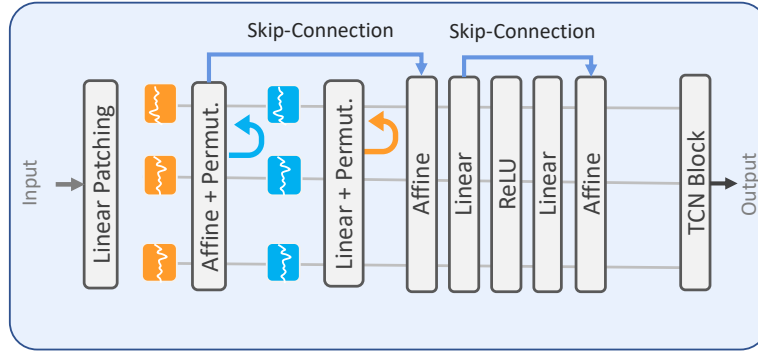 Skip-Connection
Skip-Connection
Input
Linear Patching
Affine + Permut.
Linear + Permut.
Affine
Linear
ReLU
Linear
Affine
TCN Block
Output